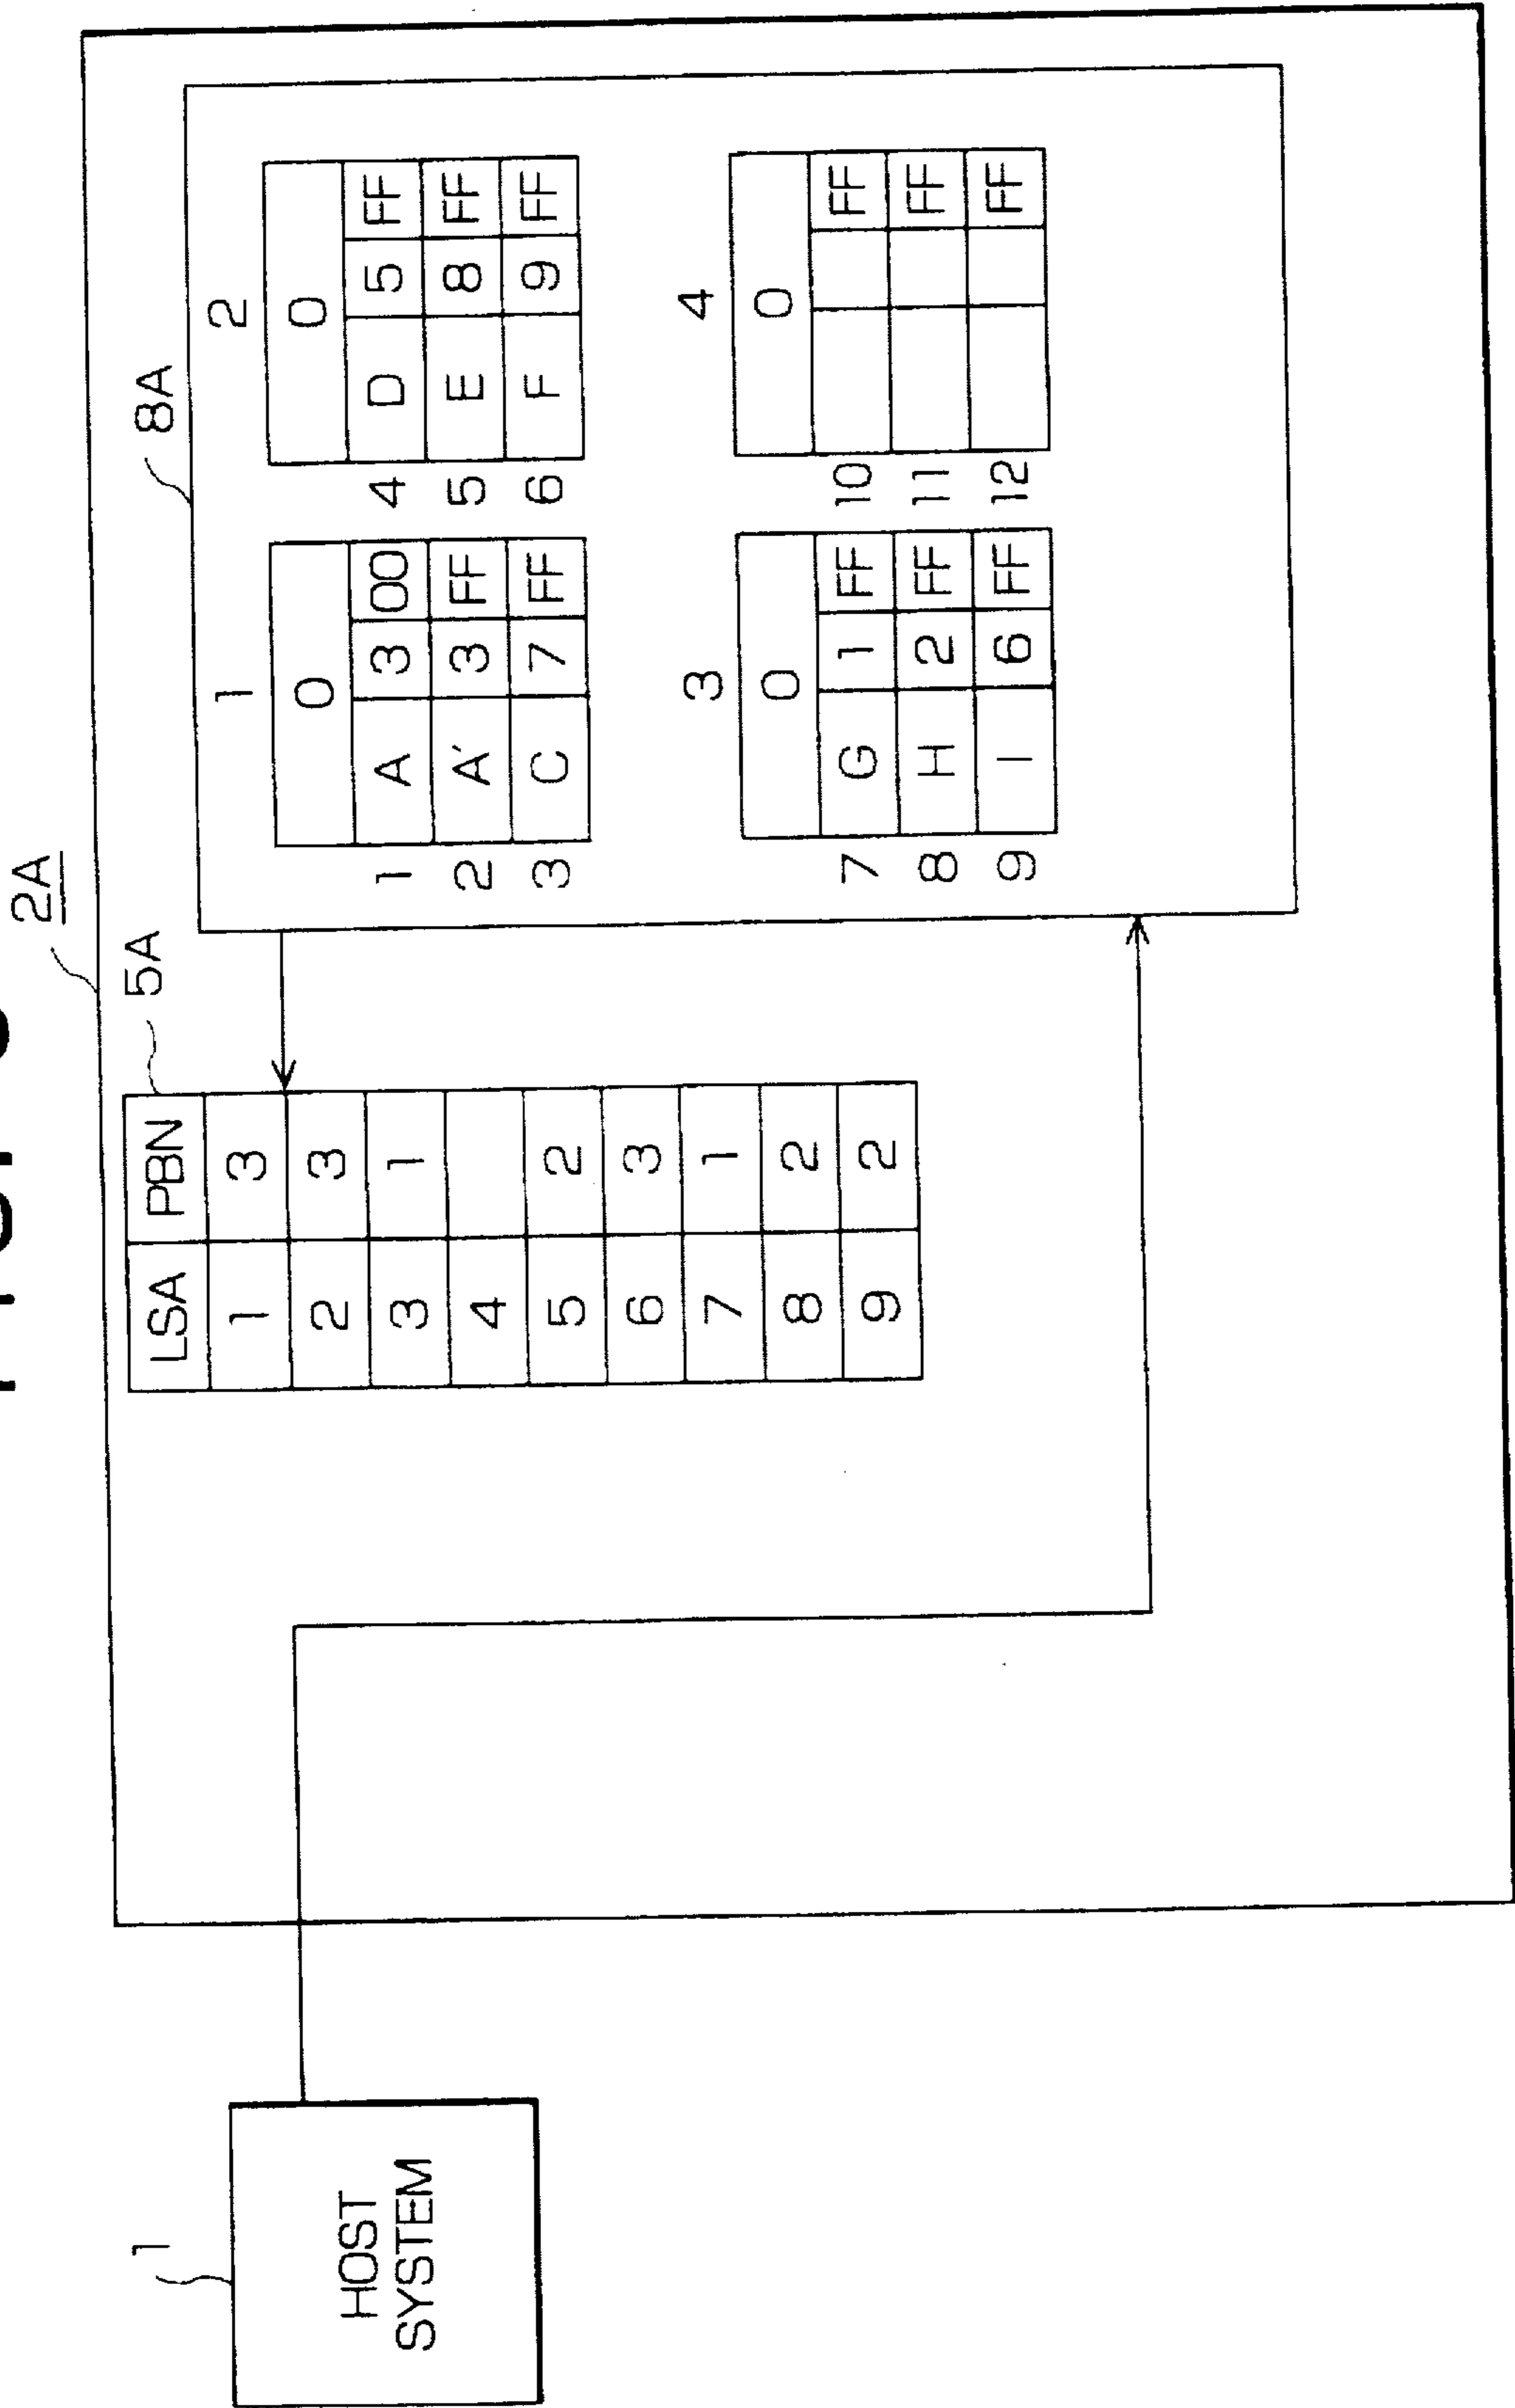 2A
5A
8A
1
HOST
SYSTEM
LSA PBN
1 3
2 3
3 1
4
5 2
6 3
7 1
8 2
9 2
1
0
1 A 3 00
2 A' 3 FF
3 C 7 FF
2
0
4 D 5 FF
5 E 8 FF
6 F 9 FF
3
0
7 G 1 FF
8 H 2 FF
9 I 6 FF
4
0
10 FF
11 FF
12 FF